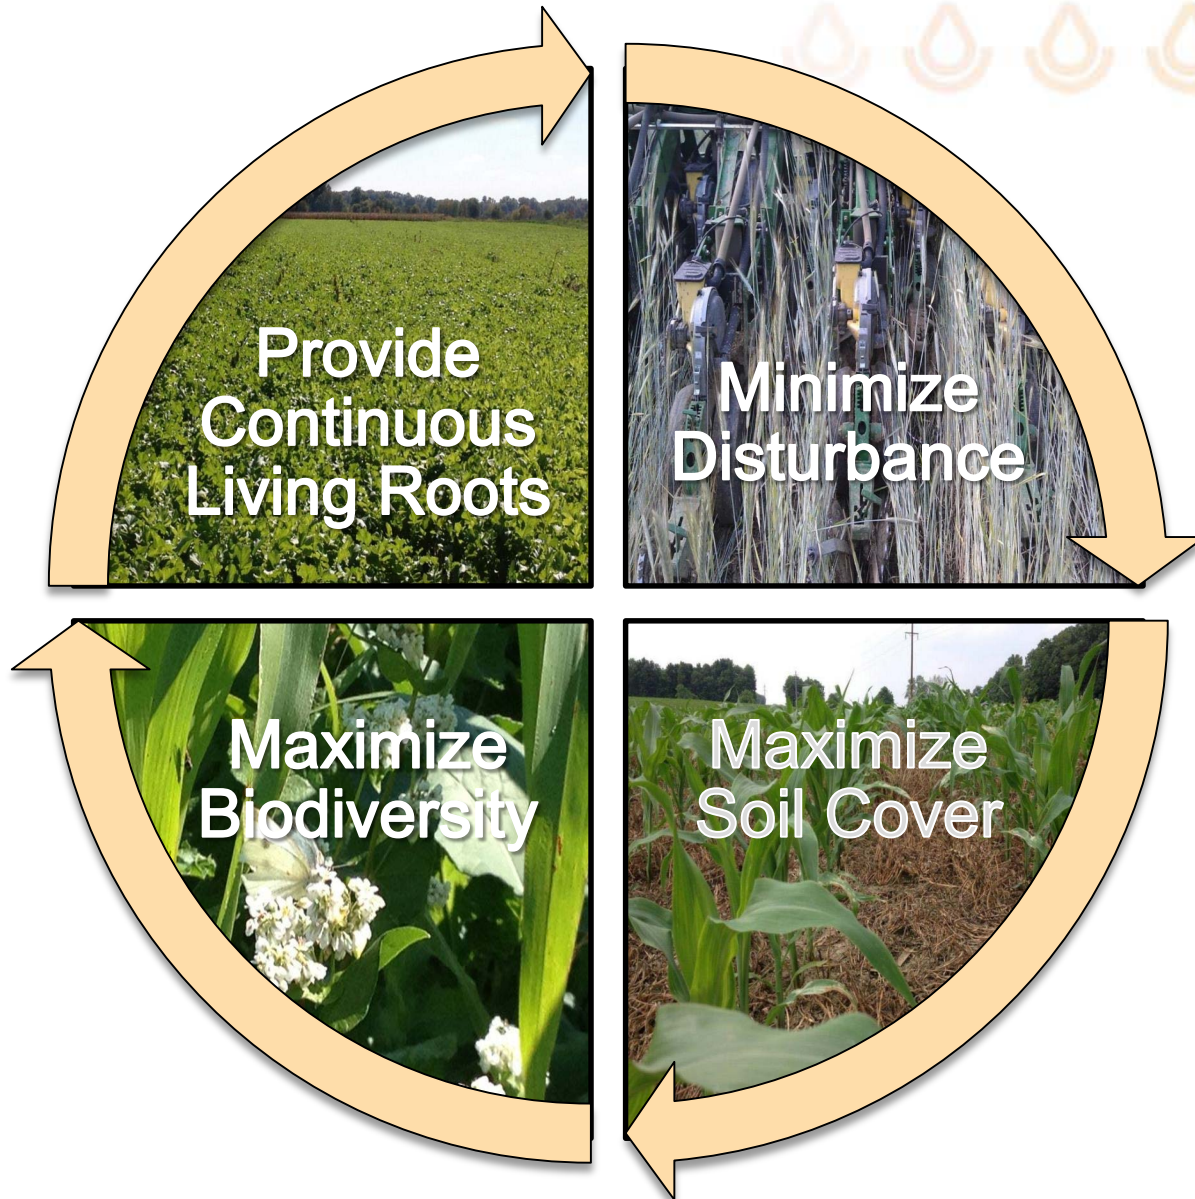 Provide
Continuous
Living Roots
Minimize
Disturbance
Maximize
Biodiversity
Maximize
Soil Cover